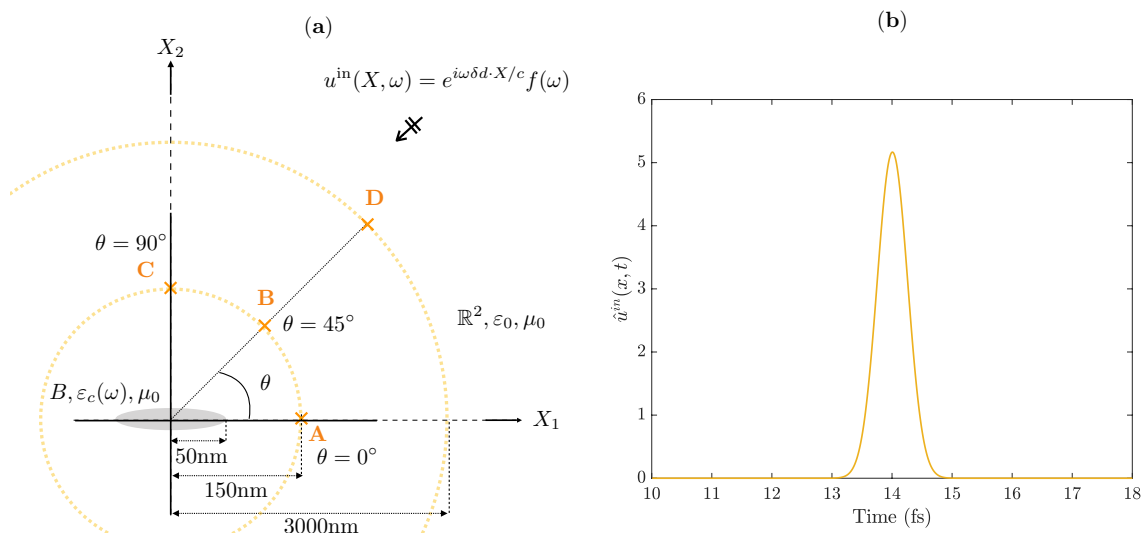 (a)
X₂
u^in(X, ω) = e^{iωδd·X/c} f(ω)
D
θ = 90°
C
B
θ = 45°
ℝ², ε₀, μ₀
B, ε_c(ω), μ₀
θ
X₁
A
50nm
θ = 0°
150nm
3000nm
(b)
6
5
4
3
2
1
0
û^in(x, t)
10 11 12 13 14 15 16 17 18
Time (fs)